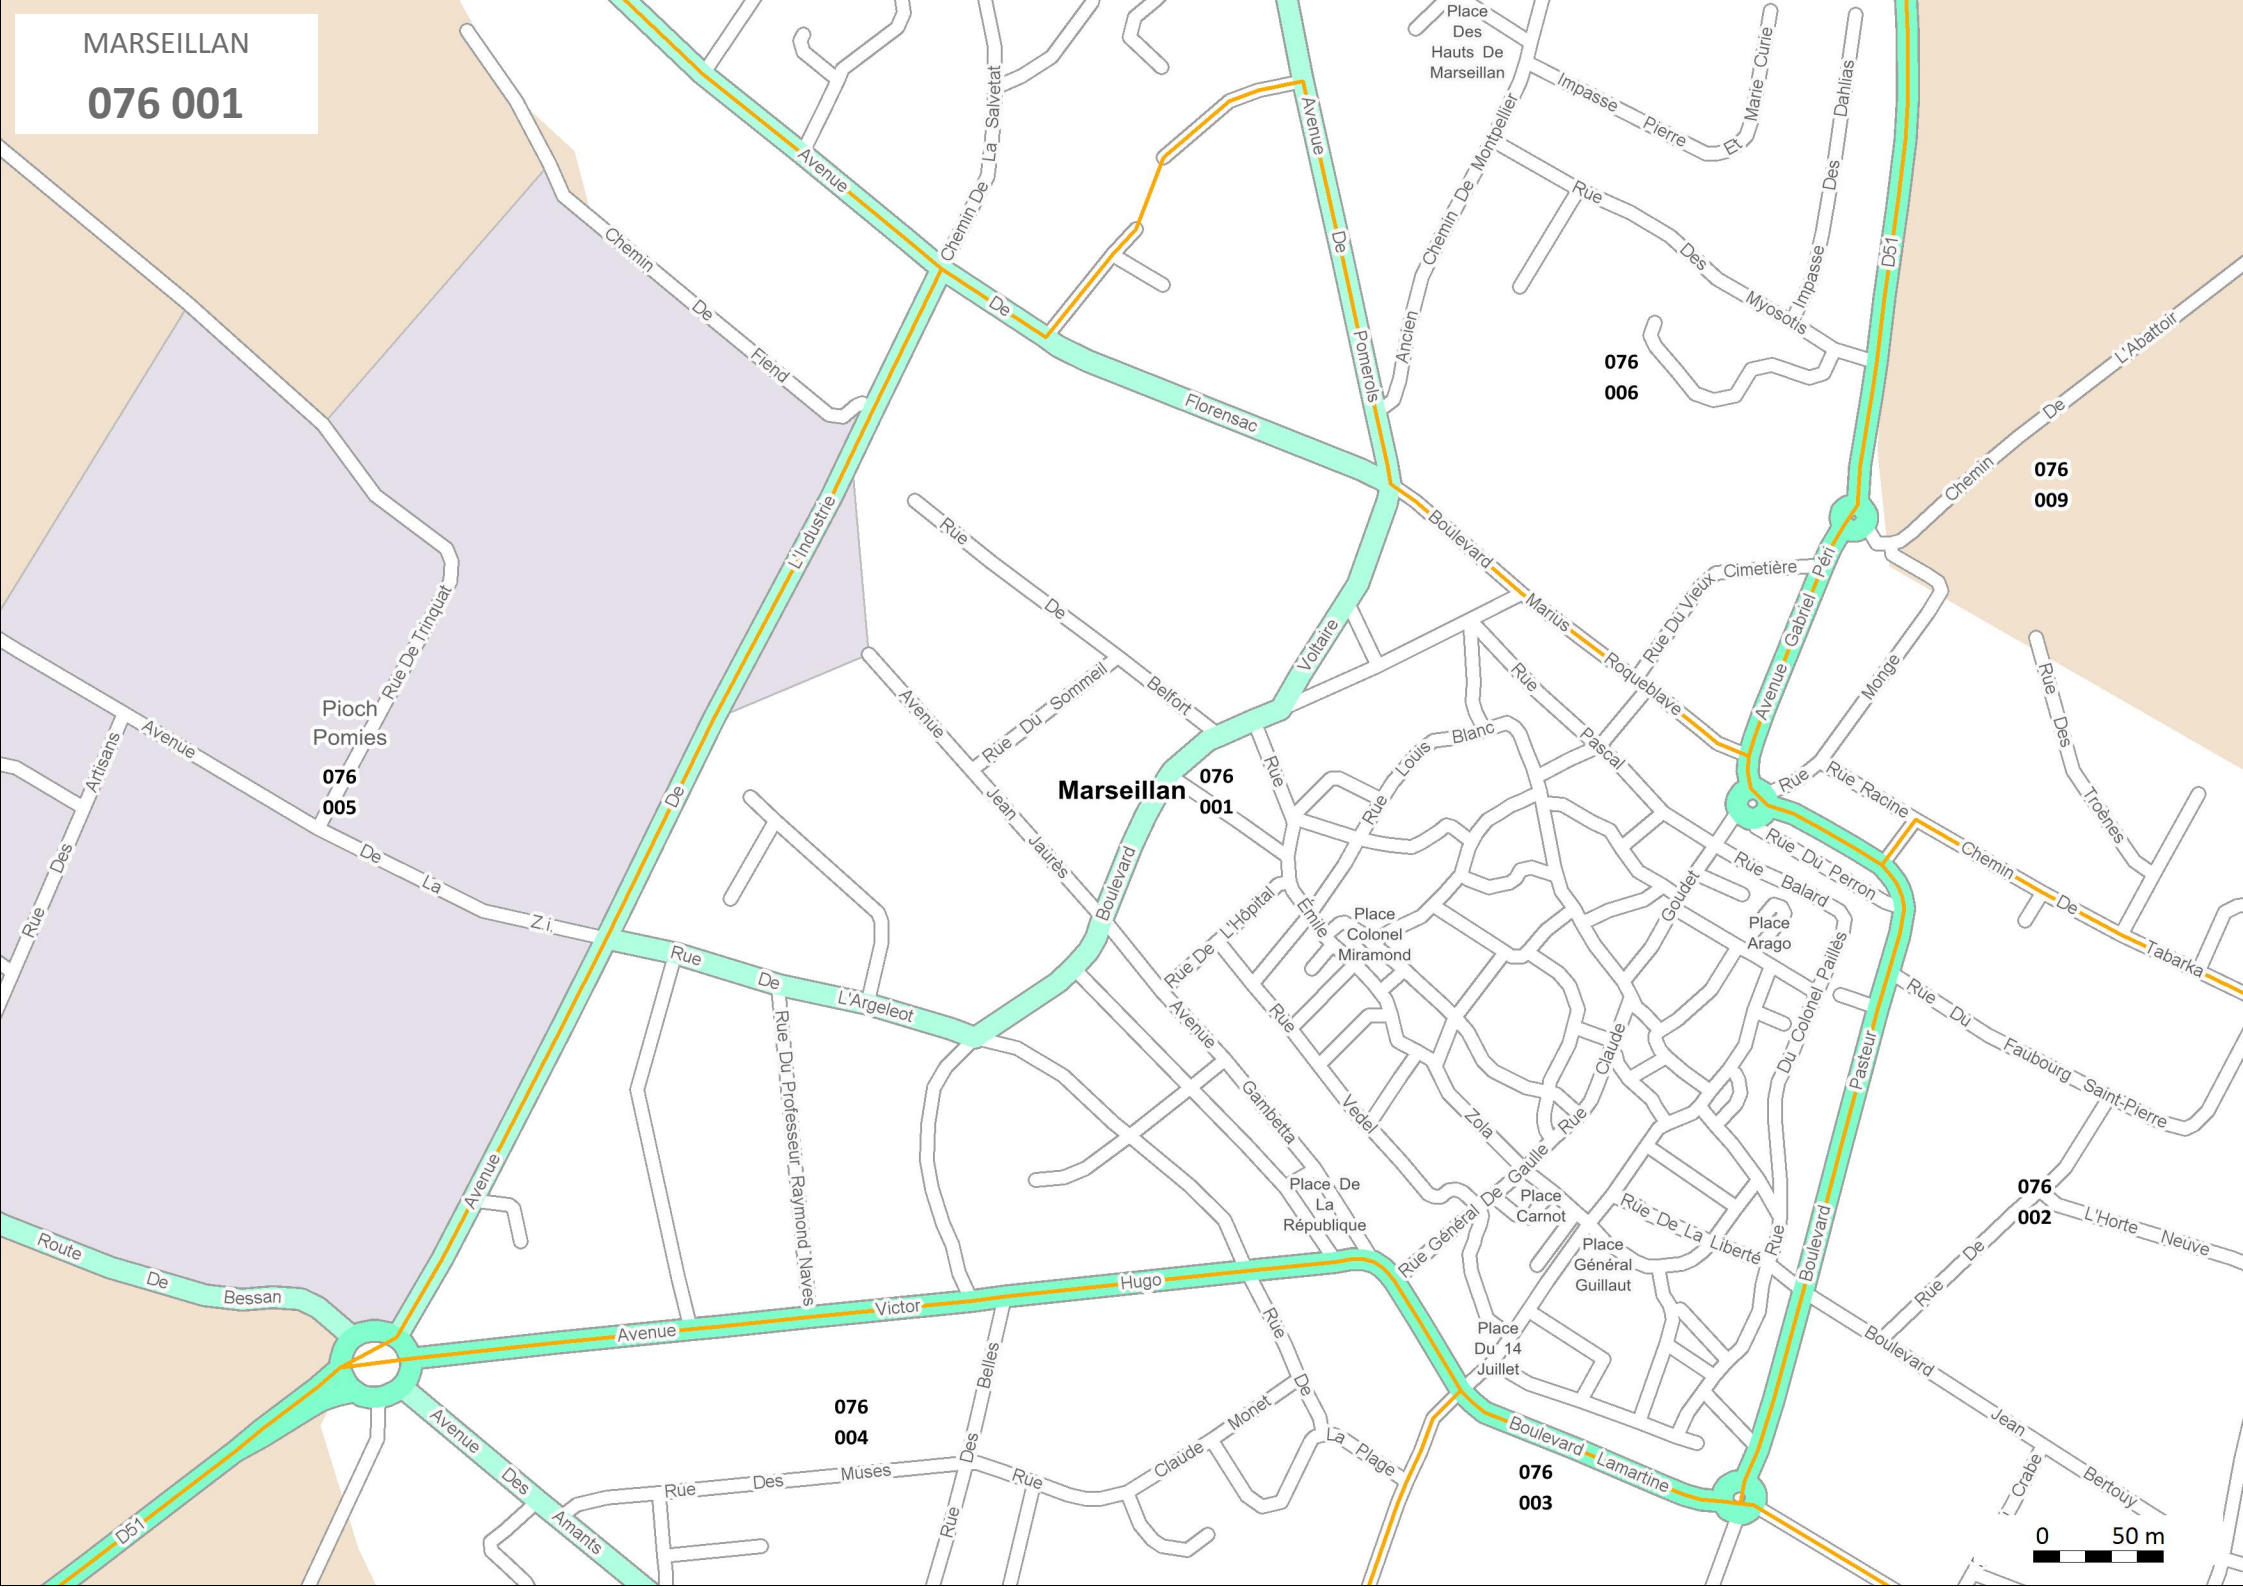 MARSEILLAN
076 001
Place
Des
Hauts De
Marseillan
Impasse Pierre Et Marie Curie
Impasse Des Dahlias
Chemin De La Salvetat
Avenue De Florensac
Avenue De Pomerols
Ancien Chemin De Montpellier
Rue Des Myosotis
D51
Chemin De L'Abattoir
Chemin De Fiend
076
006
076
009
Avenue De L'Industrie
Rue De Belfort
Boulevard Marius Roqueblave
Rue Du Vieux Cimetière
Avenue Gabriel Péri
Rue De Trinquat
Boulevard Voltaire
Rue Du Sommeil
Avenue Jean Jaurès
Rue Monge
Rue Des Troènes
Pioch
Pomies
076
005
Avenue De La Z.i.
Rue Des Artisans
Marseillan
076
001
Rue Louis Blanc
Rue Pascal
Rue Racine
Chemin De Tabarka
Rue Du Perron
Rue Balard
Goudet
Rue De L'Hôpital
Rue Émile Zola
Place
Colonel
Miramond
Place
Arago
Rue Du Colonel Paillès
Rue De L'Argeleot
Rue Du Professeur Raymond Naves
Avenue Gambetta
Rue Vedel
Rue Claude
Boulevard Pasteur
Rue Du Faubourg Saint-Pierre
Place De
La
République
Rue Général De Gaulle
Place
Carnot
Rue De La Liberté
Place
Général
Guillaut
076
002
Rue De L'Horte Neuve
Route De Bessan
Avenue Victor Hugo
Place
Du 14
Juillet
Boulevard Jean Bertouy
Crabe
Rue De La Plage
Rue Des Belles
Rue Claude Monet
076
004
Rue Des Muses
Avenue Des Amants
D51
Boulevard Lamartine
076
003
0 50 m